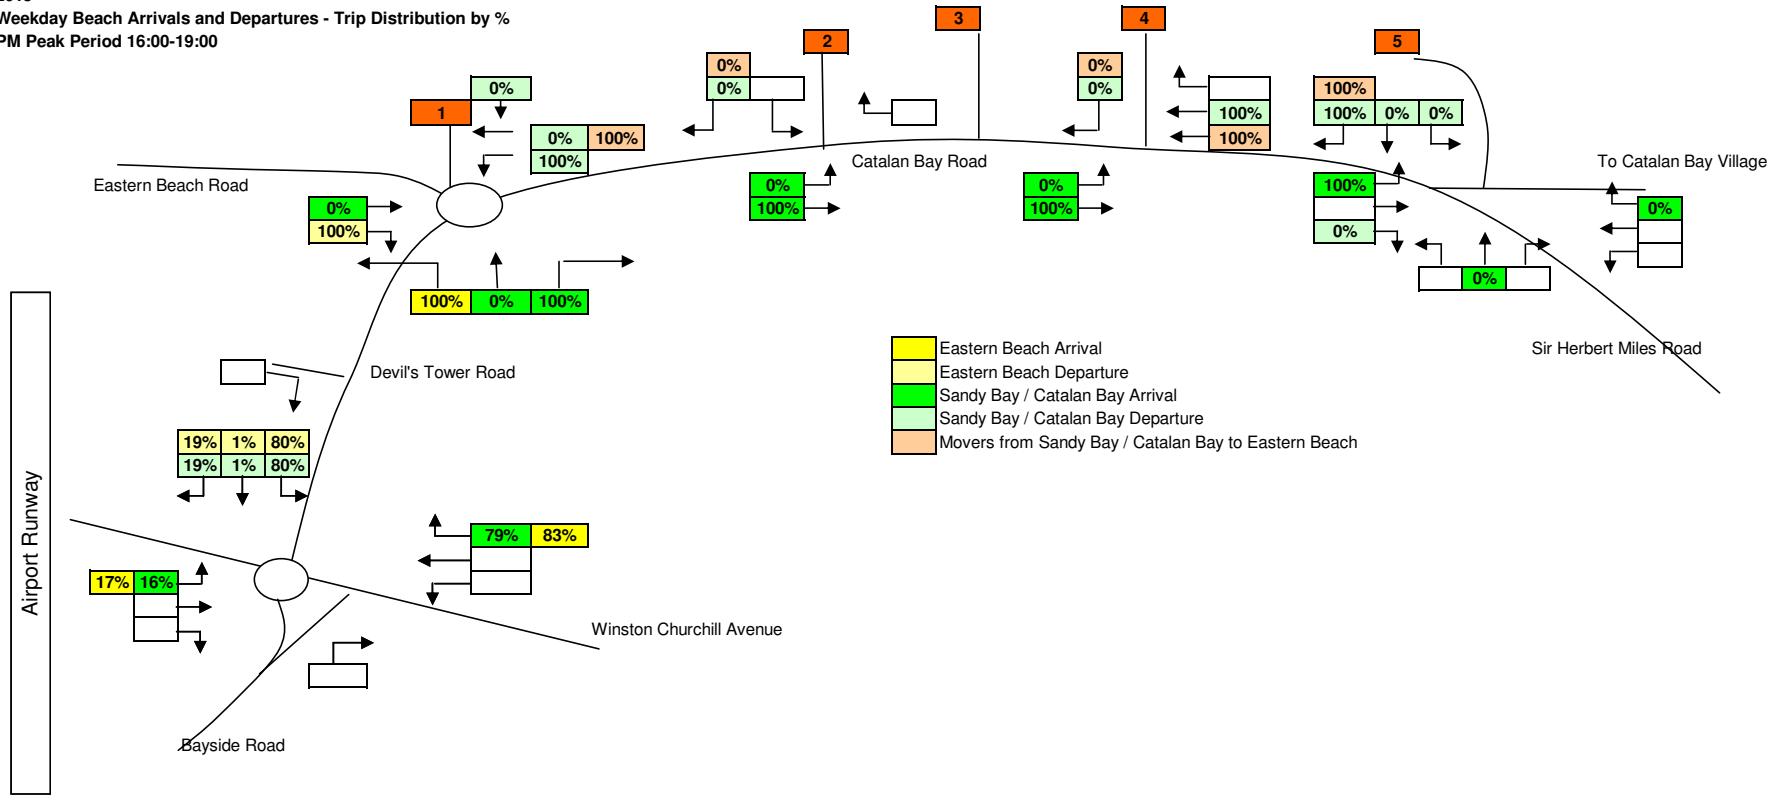 Weekday Beach Arrivals and Departures - Trip Distribution by %
PM Peak Period 16:00-19:00
3
4
2
5
0%
0%
0%
0%
0%
100%
1
100%
100%
0%
0%
0%
100%
100%
100%
Catalan Bay Road
To Catalan Bay Village
Eastern Beach Road
0%
100%
0%
100%
100%
0%
0%
100%
0%
0%
100%
0%
100%
Eastern Beach Arrival
Eastern Beach Departure
Sandy Bay / Catalan Bay Arrival
Sandy Bay / Catalan Bay Departure
Movers from Sandy Bay / Catalan Bay to Eastern Beach
Sir Herbert Miles Road
Devil's Tower Road
19% 1% 80%
19% 1% 80%
79% 83%
17% 16%
Airport Runway
Winston Churchill Avenue
Bayside Road